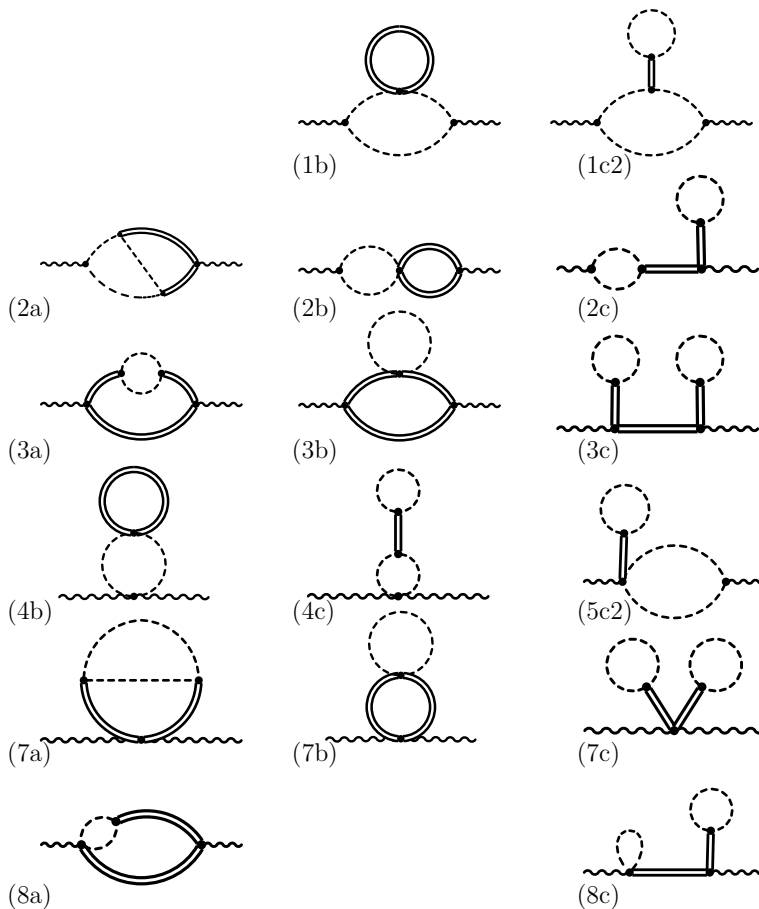 (1b) (1c2)
(2a) (2b) (2c)
(3a) (3b) (3c)
(4b) (4c) (5c2)
(7a) (7b) (7c)
(8a) (8c)